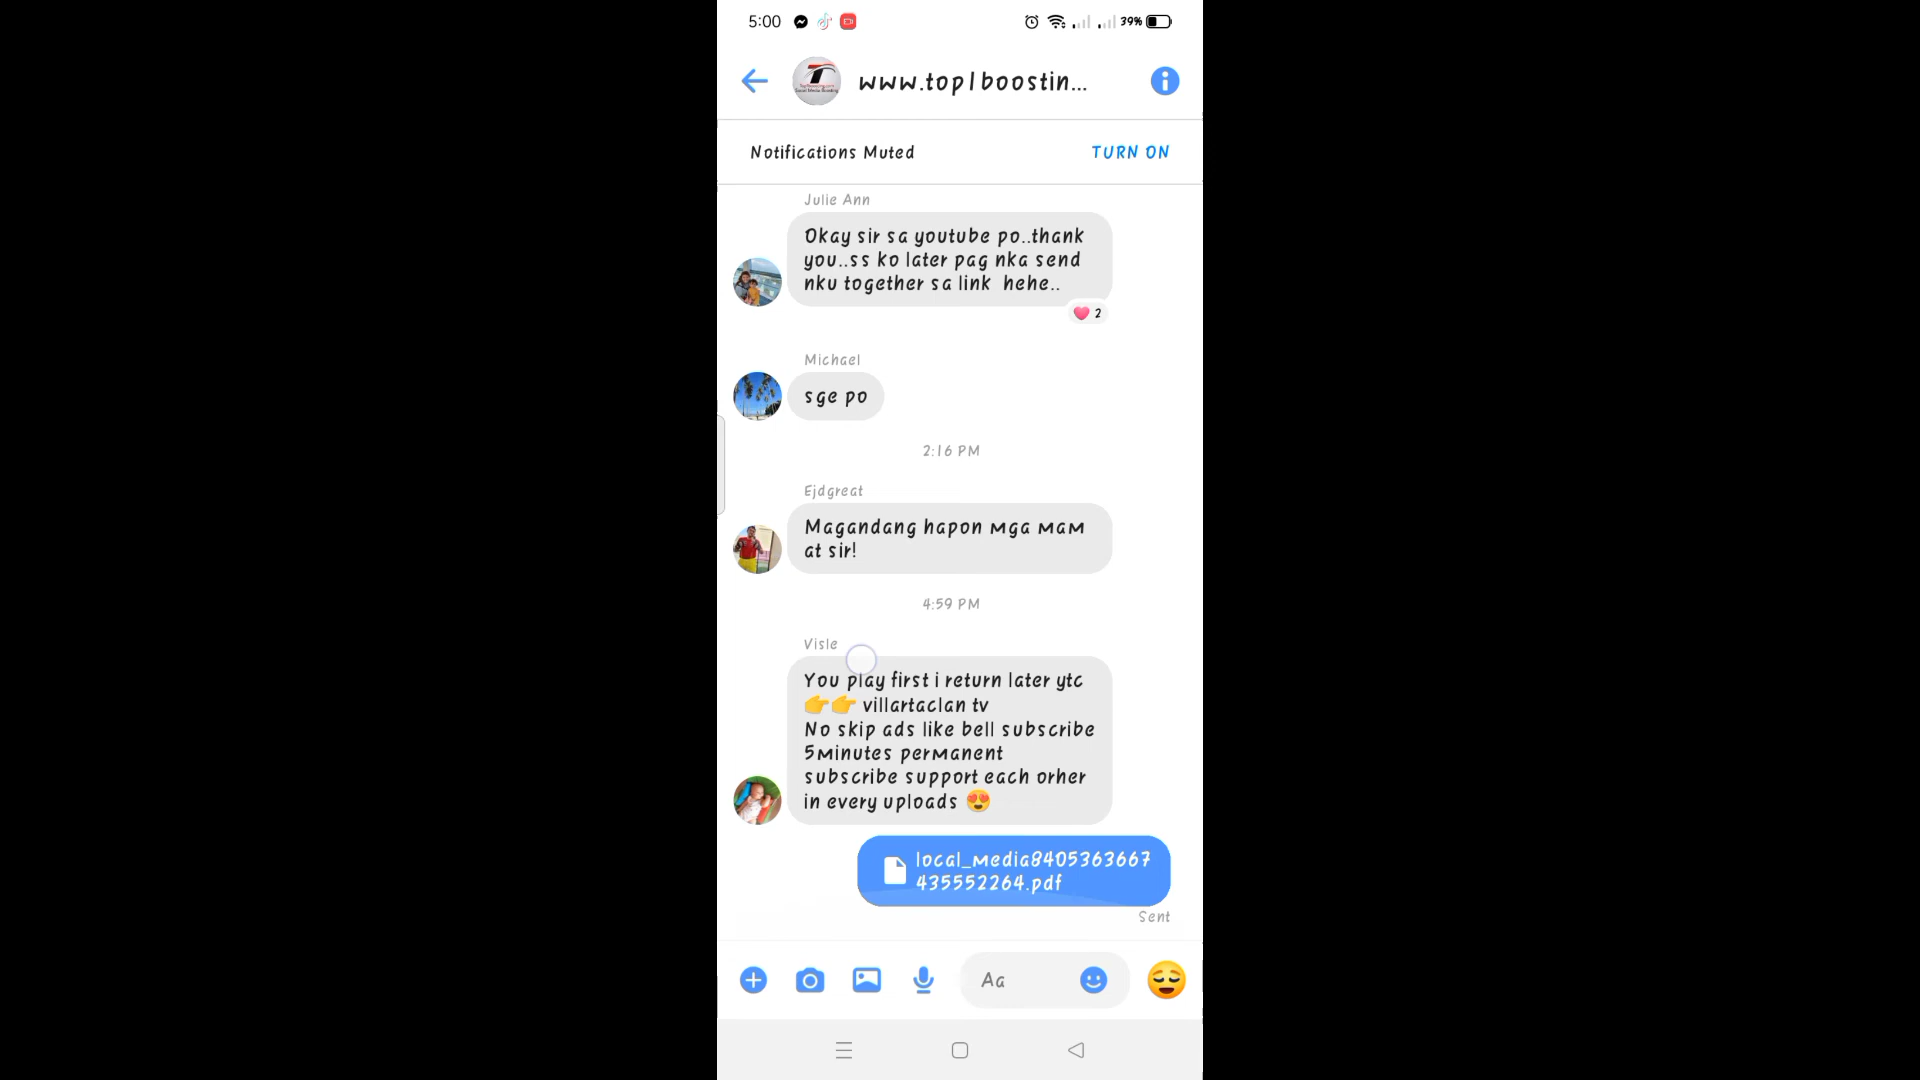 5:00
39%
www.top1boostin...
Notifications Muted
TURN ON
Julie Ann
Okay sir sa youtube po..thank
you..ss ko later pag nka send
nku together sa link hehe..
2
Michael
sge po
2:16 PM
Ejdgreat
Magandang hapon mga mam
at sir!
4:59 PM
Visle
You play first i return later ytc
👉👉 villartaclan tv
No skip ads like bell subscribe
5minutes permanent
subscribe support each orher
in every uploads 😍
local_media8405363667
435552264.pdf
Sent
Aa